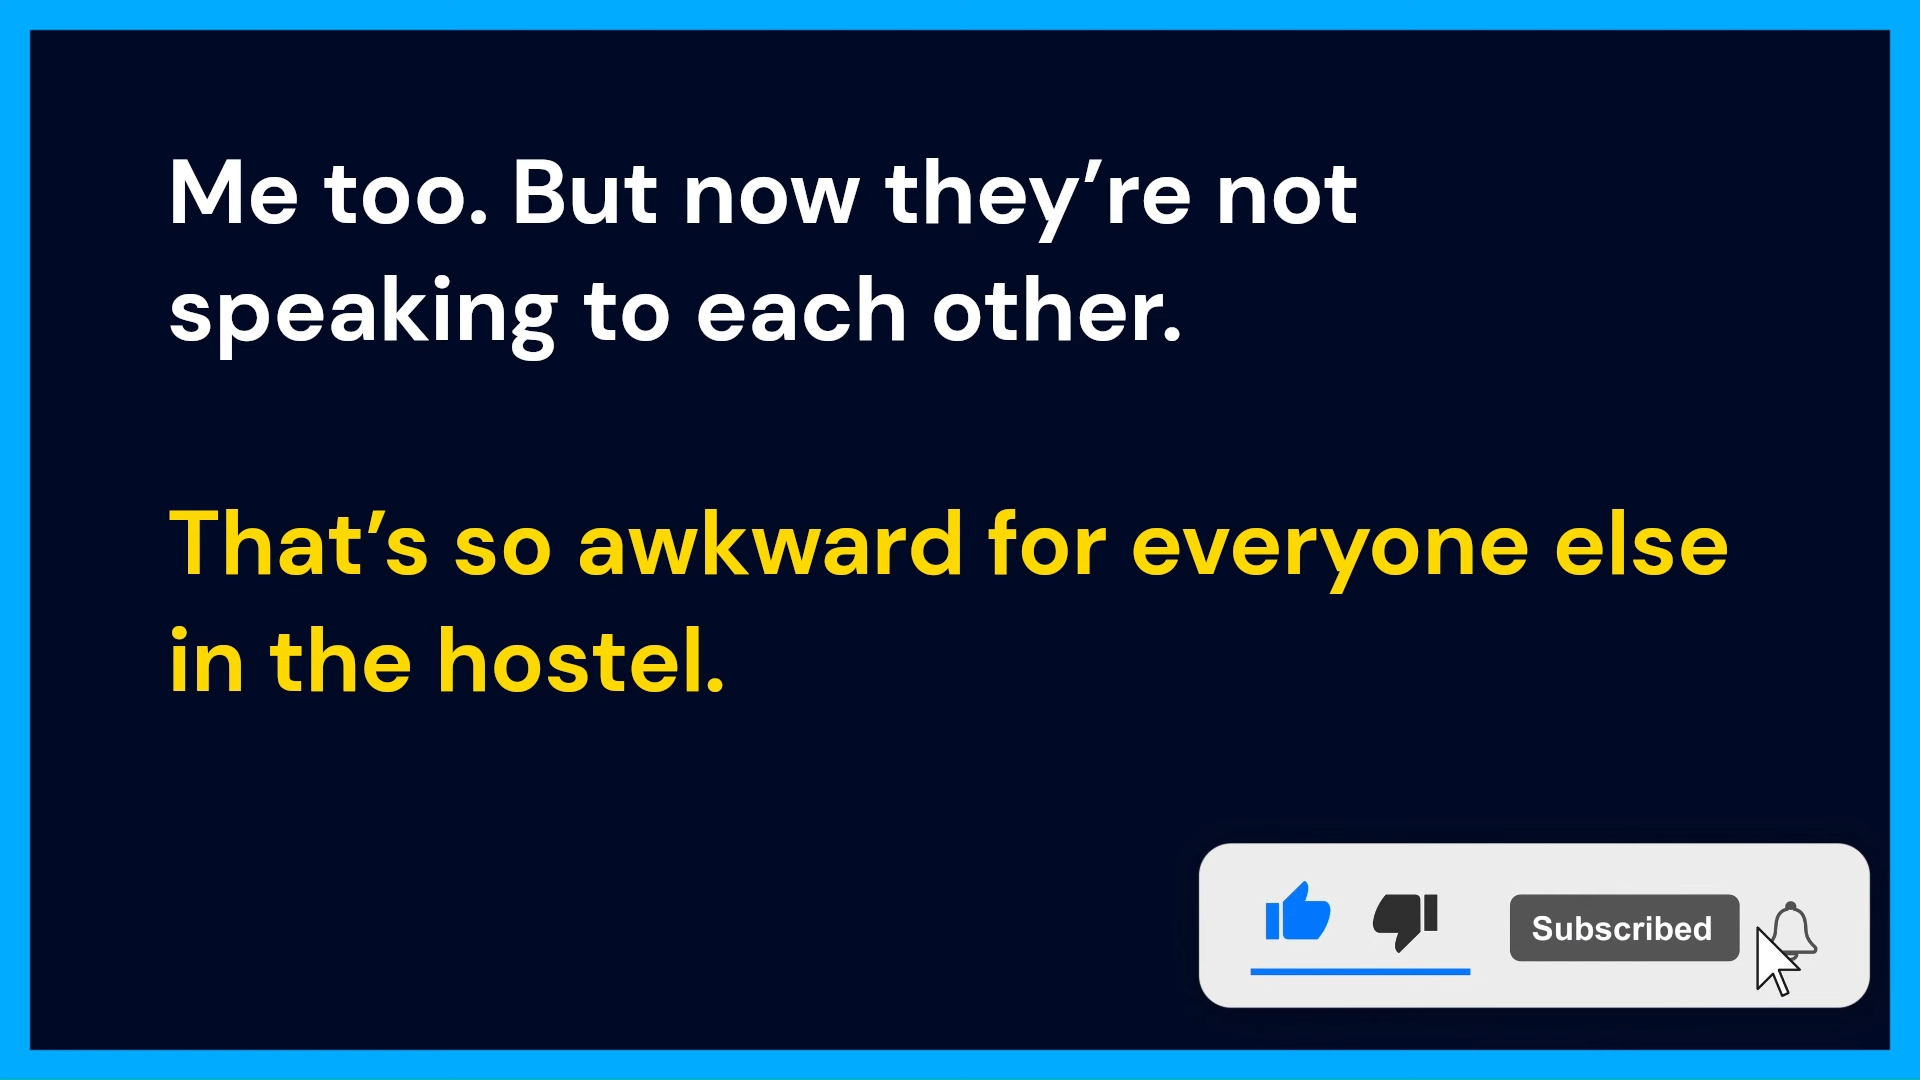 Me too. But now they’re not
speaking to each other.
That’s so awkward for everyone else
in the hostel.
Subscribed